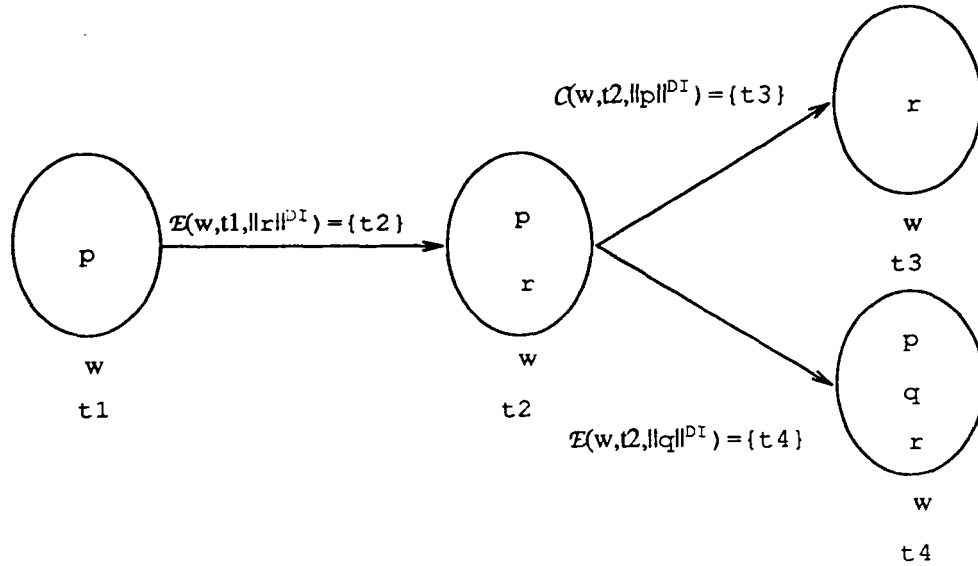 p
w
t1
ℰ(w,t1,||r||ᴰᴵ)={t2}
p
r
w
t2
𝒞(w,t2,||p||ᴰᴵ)={t3}
r
w
t3
ℰ(w,t2,||q||ᴰᴵ)={t4}
p
q
r
w
t4